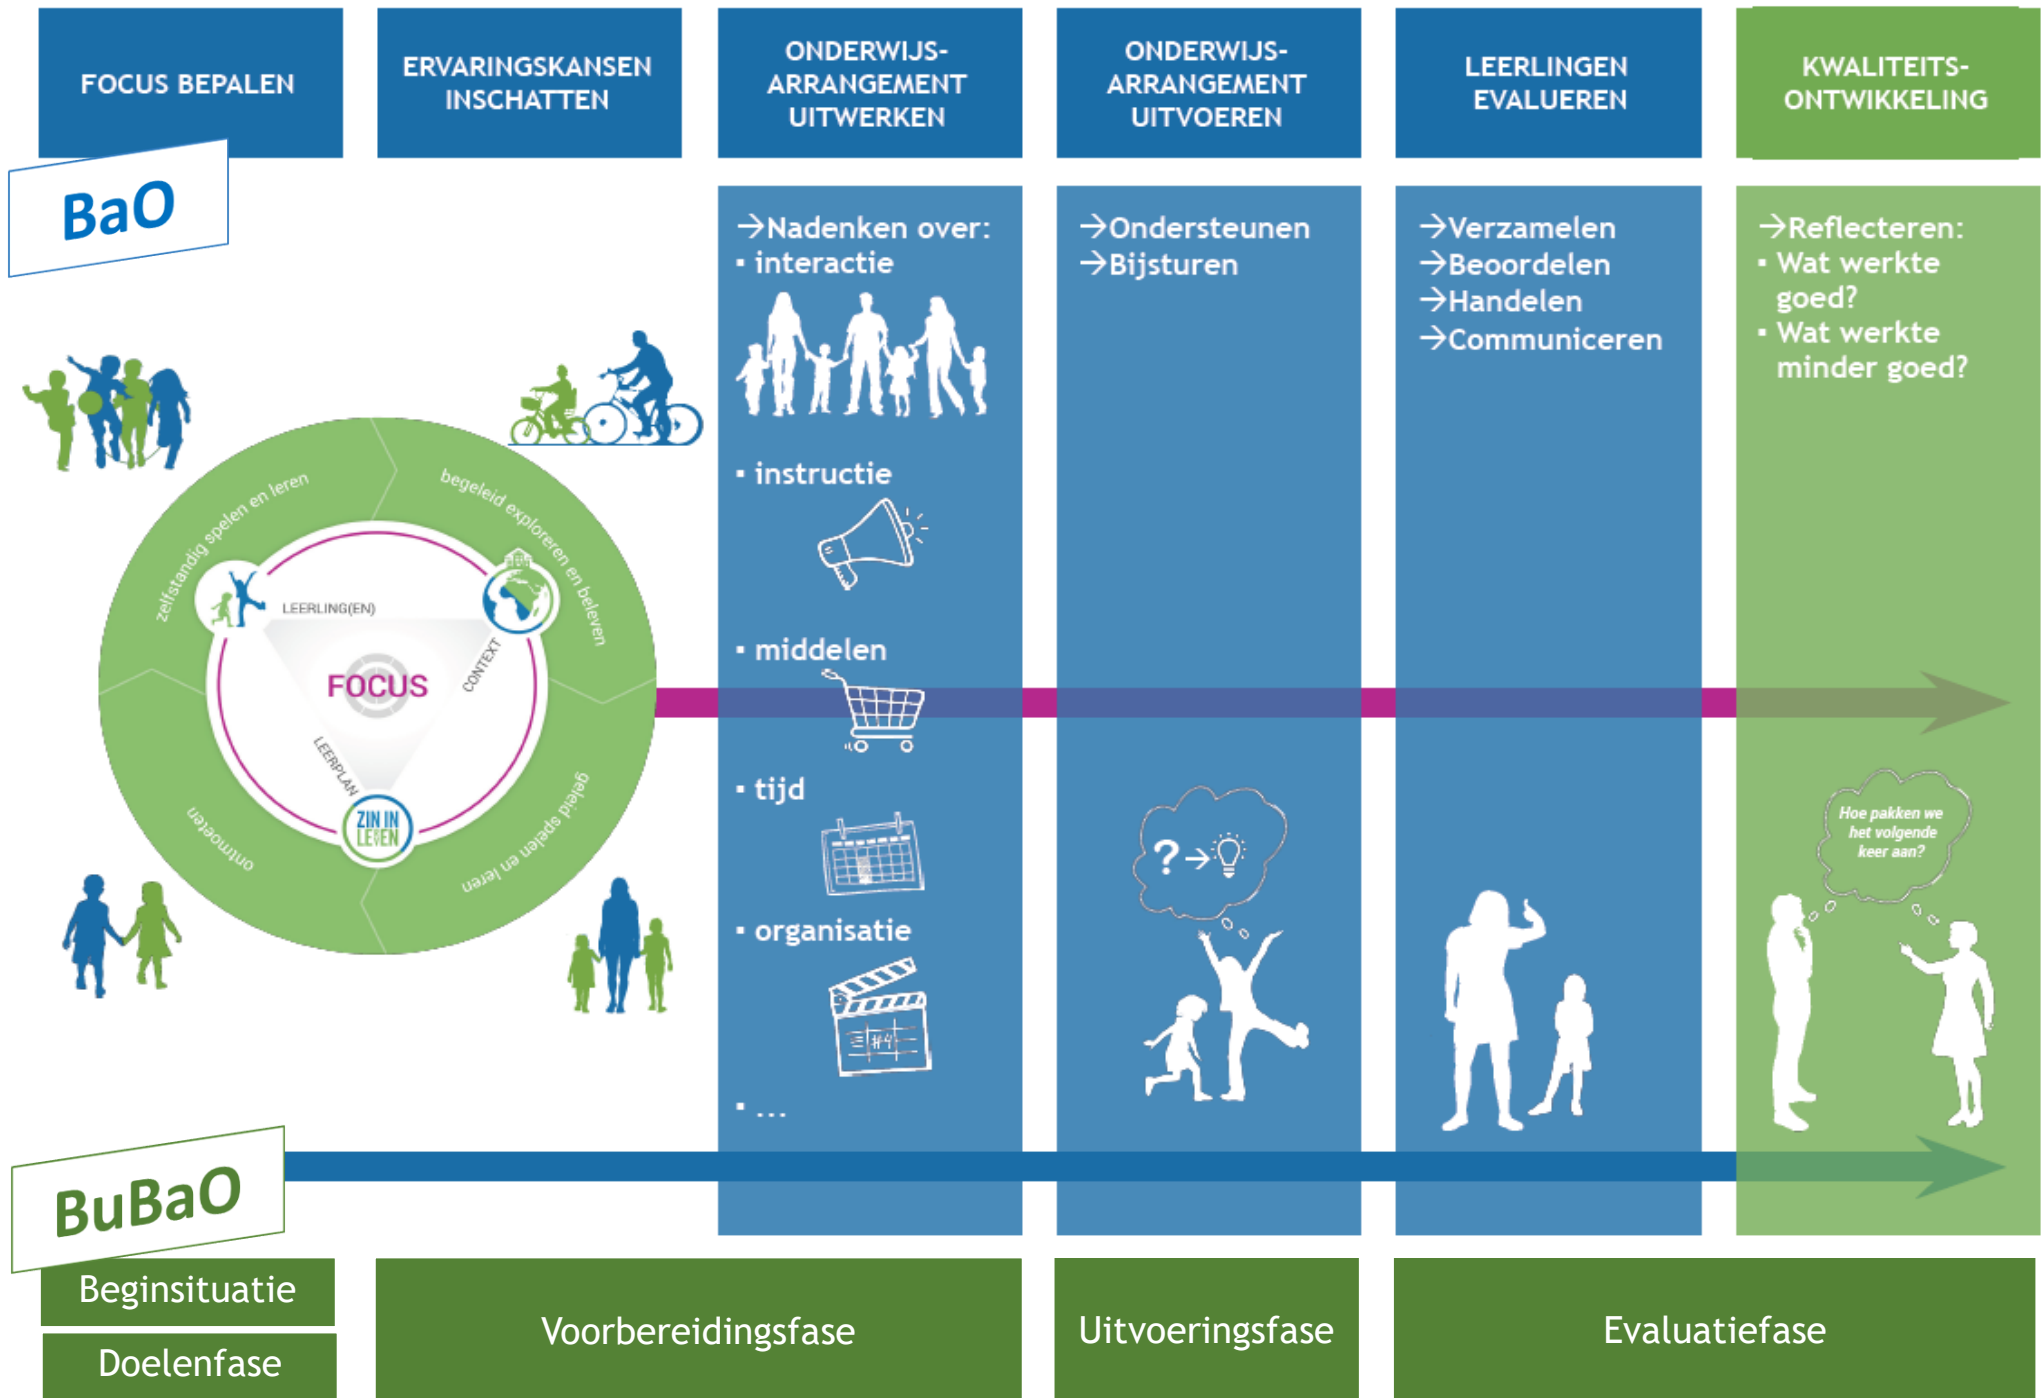 FOCUS BEPALEN
ERVARINGSKANSEN
INSCHATTEN
ONDERWIJS-
ARRANGEMENT
UITWERKEN
ONDERWIJS-
ARRANGEMENT
UITVOEREN
LEERLINGEN
EVALUEREN
KWALITEITS-
ONTWIKKELING
BaO
zelfstandig spelen en leren
begeleid exploreren en beleven
geleid spelen en leren
ontmoeten
LEERLING(EN)
CONTEXT
LEERPLAN
FOCUS
ZIN IN
LEREN
→Nadenken over:
▪ interactie
▪ instructie
▪ middelen
▪ tijd
▪ organisatie
#4
▪ ...
→Ondersteunen
→Bijsturen
?→
→Verzamelen
→Beoordelen
→Handelen
→Communiceren
→Reflecteren:
▪ Wat werkte
goed?
▪ Wat werkte
minder goed?
Hoe pakken we
het volgende
keer aan?
BuBaO
Beginsituatie
Doelenfase
Voorbereidingsfase
Uitvoeringsfase
Evaluatiefase